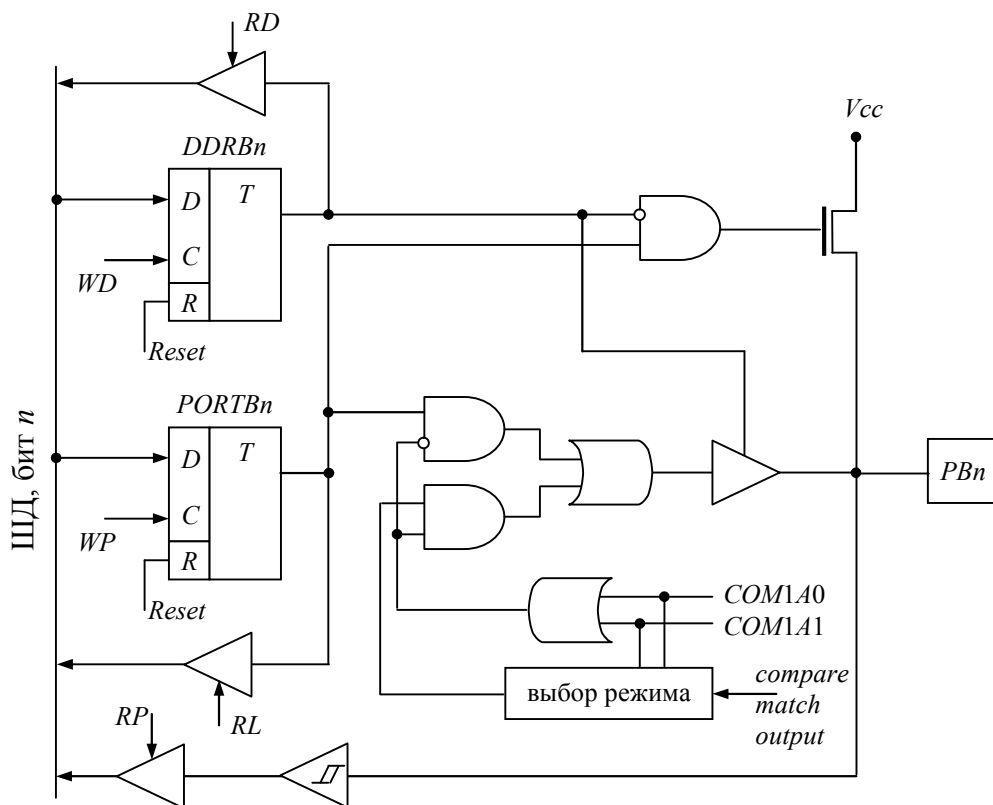 RD
Vcc
DDRBn
D
T
C
WD
R
Reset
ШД, бит n
PORTBn
D
T
C
WP
R
Reset
PBn
COM1A0
COM1A1
выбор режима
compare
match
output
RL
RP